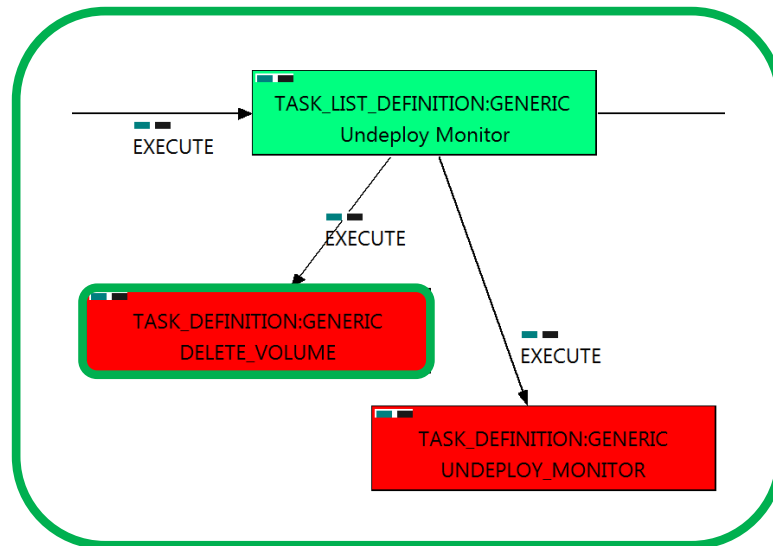 TASK_LIST_DEFINITION:GENERIC
Undeploy Monitor
EXECUTE
EXECUTE
TASK_DEFINITION:GENERIC
DELETE_VOLUME
EXECUTE
TASK_DEFINITION:GENERIC
UNDEPLOY_MONITOR